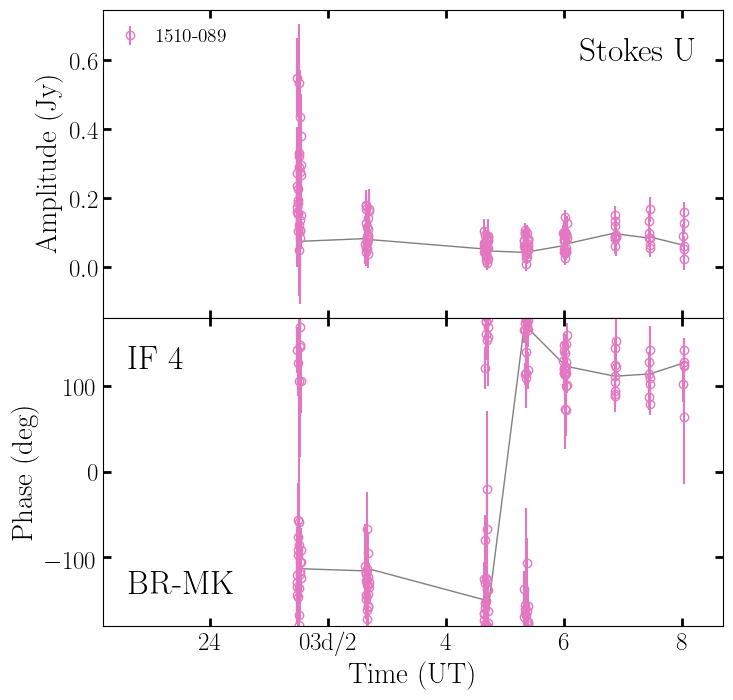 1510-089
Stokes U
0.6
0.4
0.2
0.0
Amplitude (Jy)
IF 4
100
0
−100
Phase (deg)
BR-MK
24
03d/2
4
6
8
Time (UT)